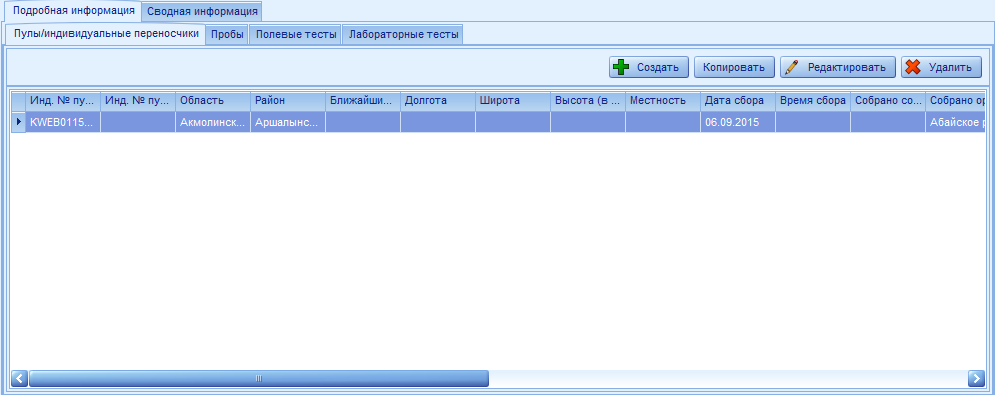 Подробная информация Сводная информация
Пулы/индивидуальные переносчики Пробы Полевые тесты Лабораторные тесты
Создать Копировать Редактировать Удалить
Инд. № пу... Инд. № пу... Область Район Ближайши... Долгота Широта Высота (в ... Местность Дата сбора Время сбора Собрано со... Собрано ор
KWEB0115... Акмолинск... Аршалынс... 06.09.2015 Абайское р